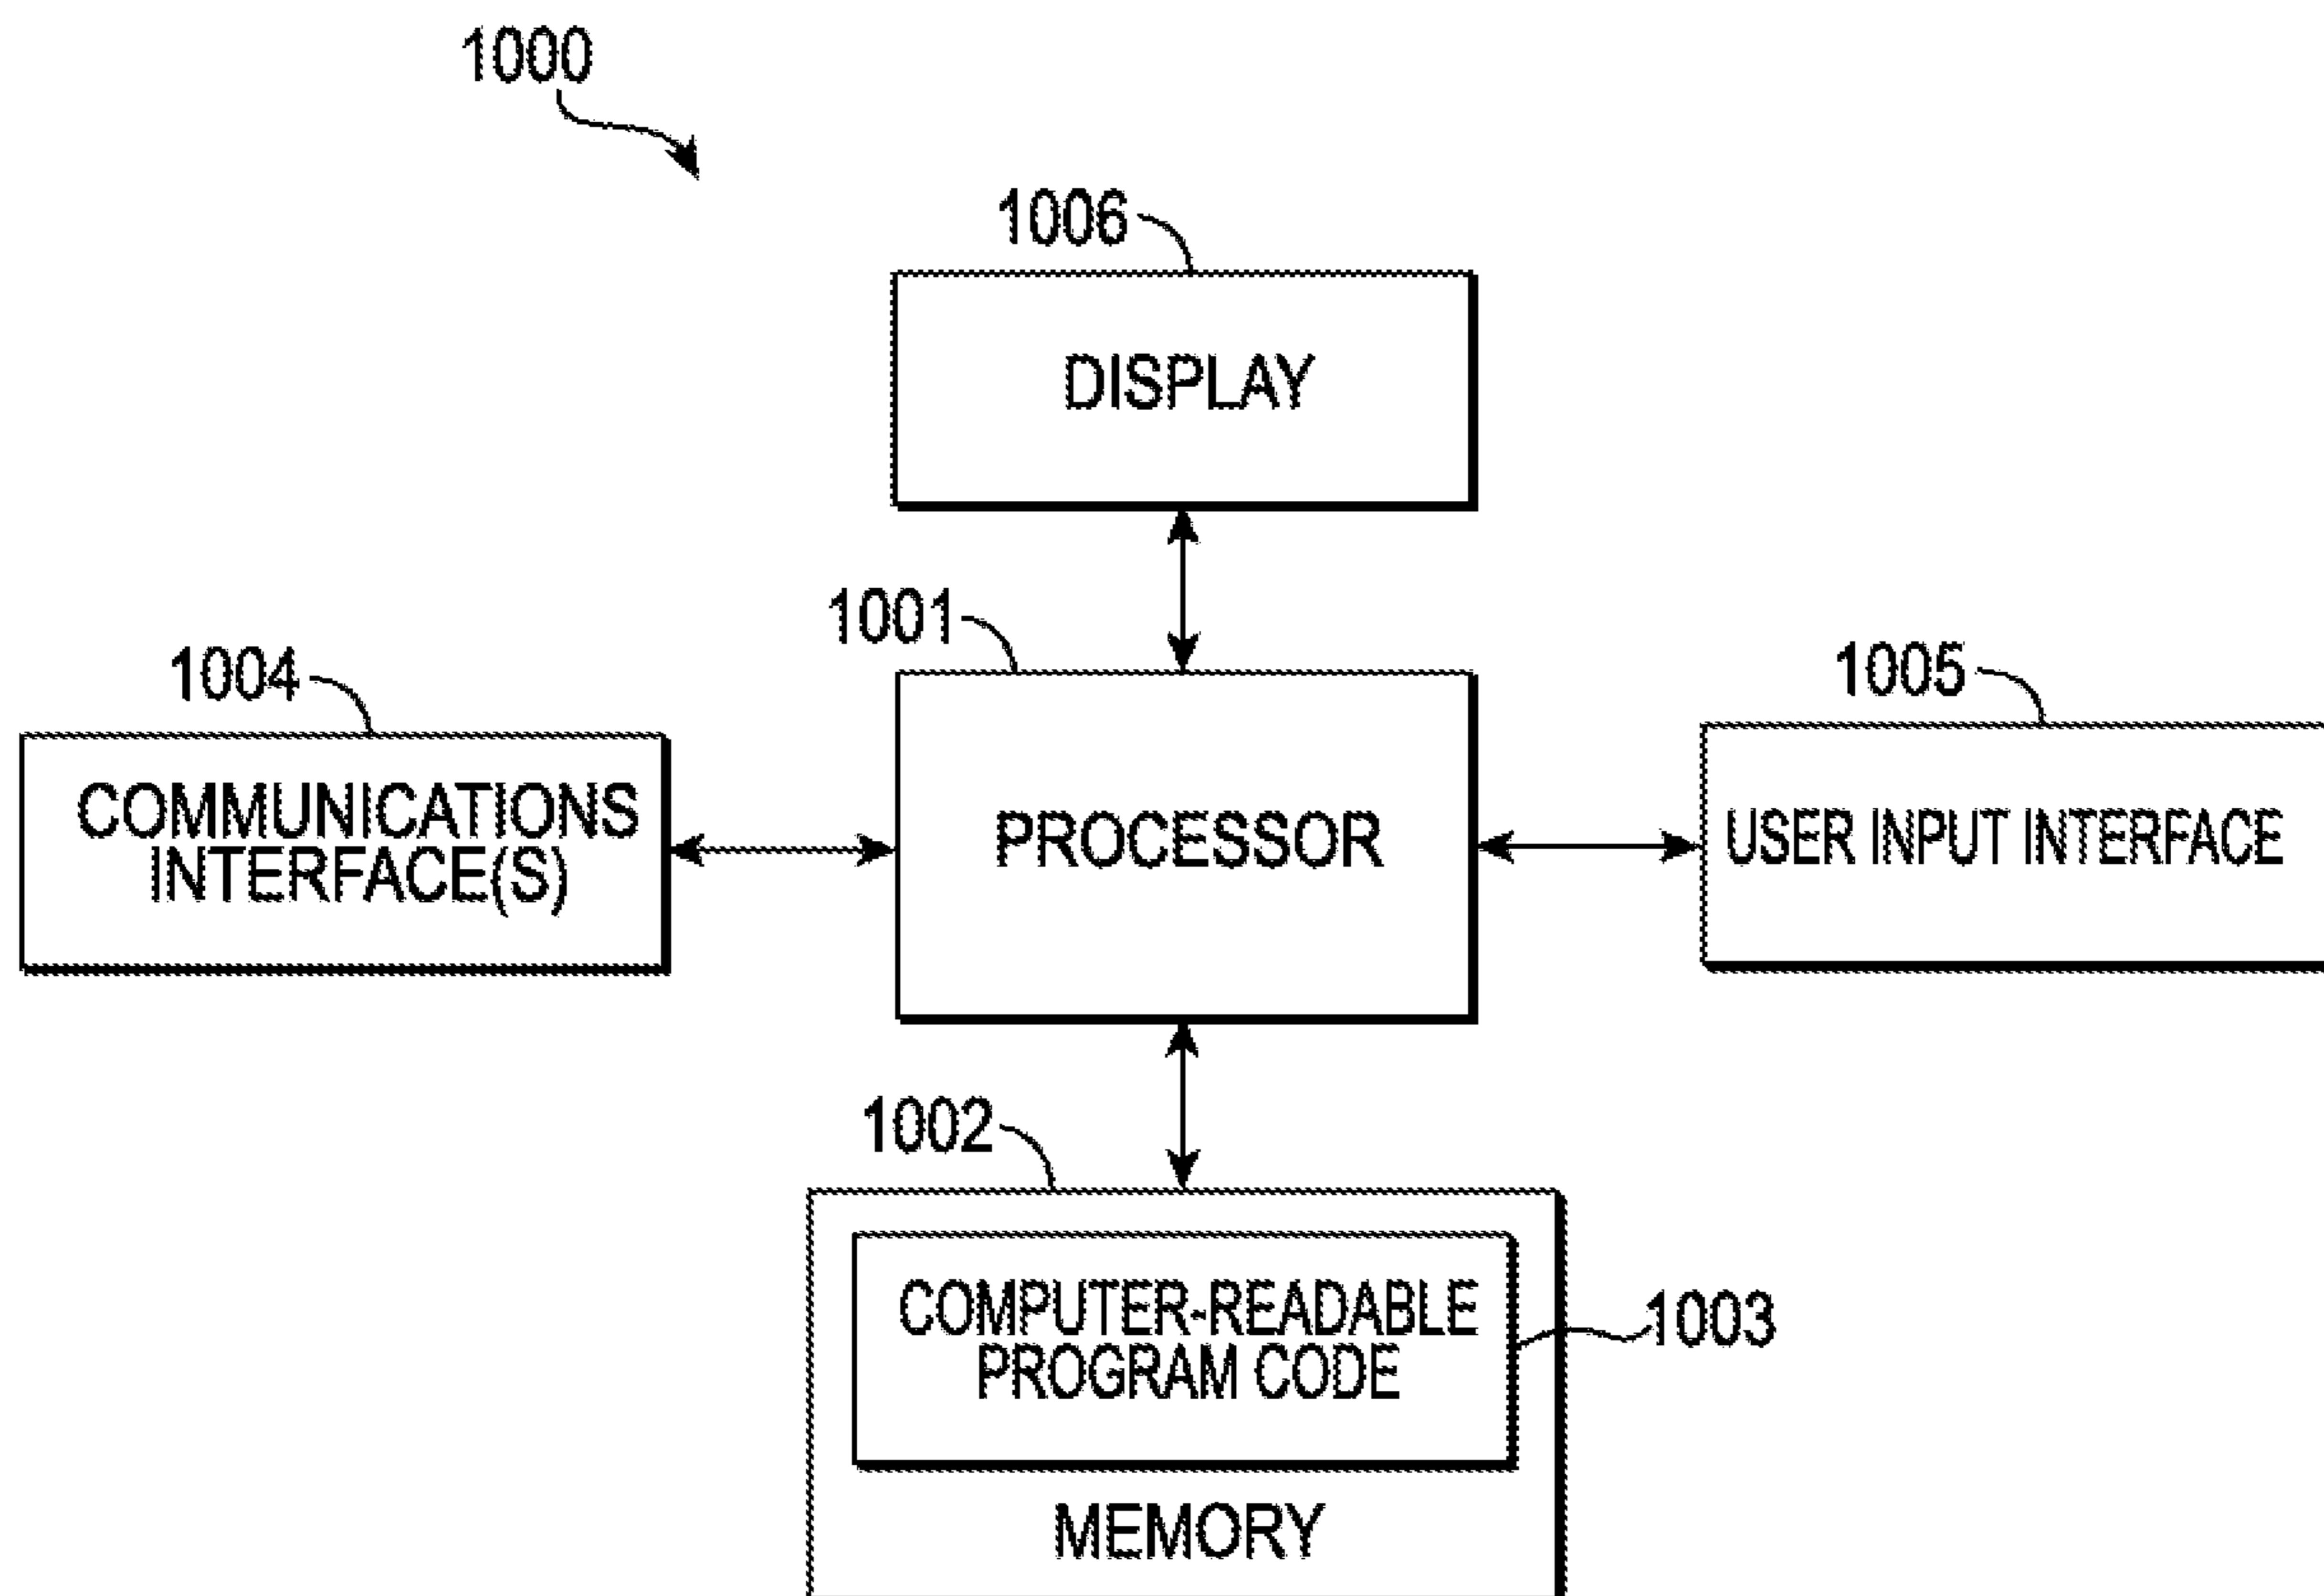 1000
1006
DISPLAY
1001
1004
1005
COMMUNICATIONS
INTERFACE(S)
PROCESSOR
USER INPUT INTERFACE
1002
COMPUTER-READABLE
PROGRAM CODE
1003
MEMORY